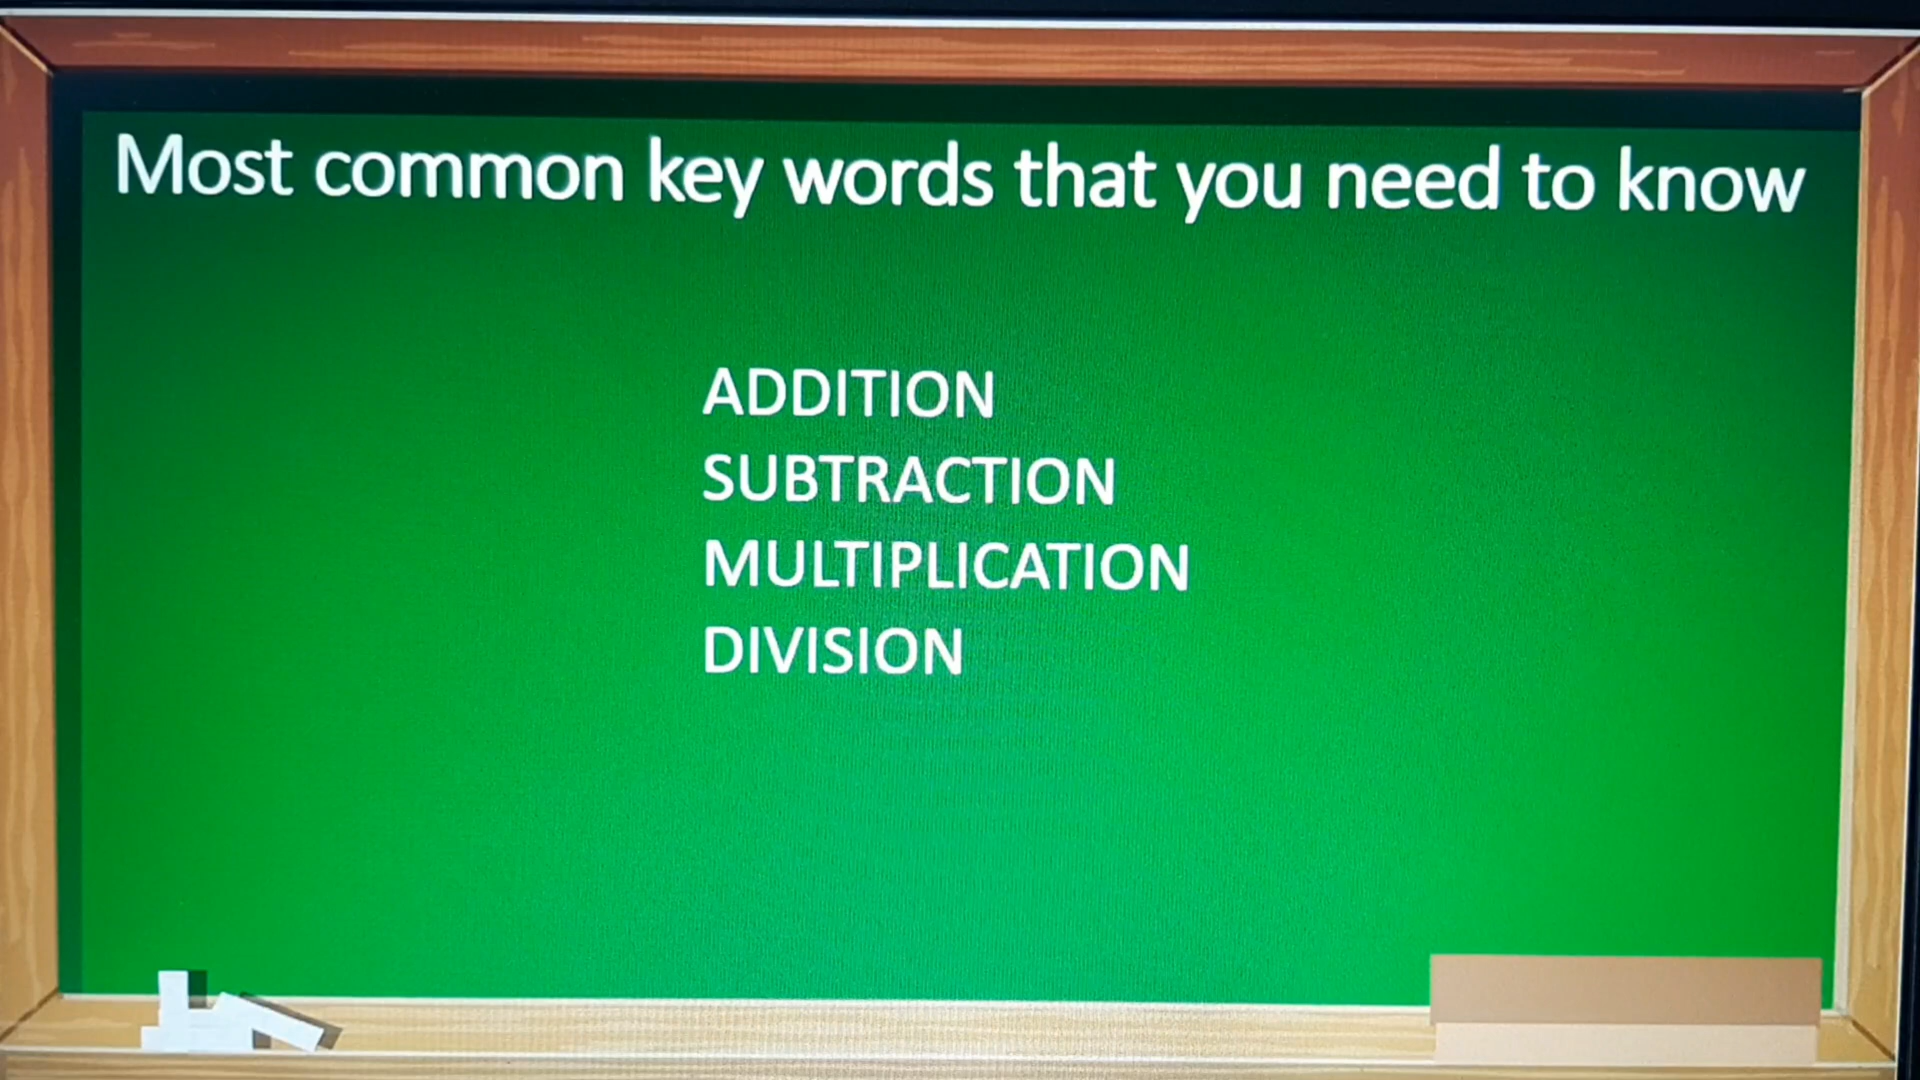 Most common key words that you need to know
ADDITION
SUBTRACTION
MULTIPLICATION
DIVISION